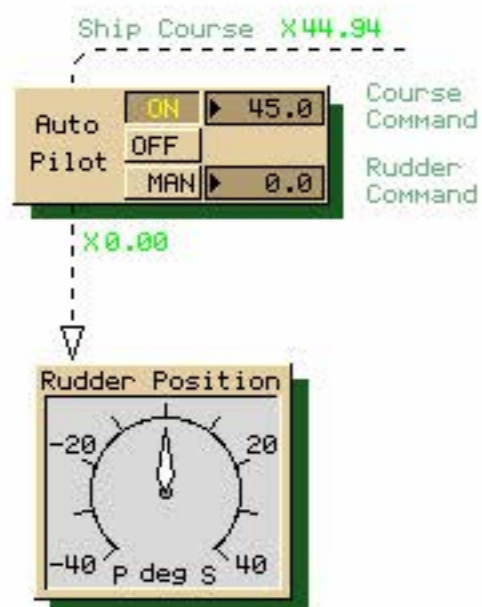 Ship Course X44.94
Auto Pilot
ON 45.0
Course Command
OFF
MAN 0.0
Rudder Command
X0.00
Rudder Position
-20 20
-40 P deg S 40